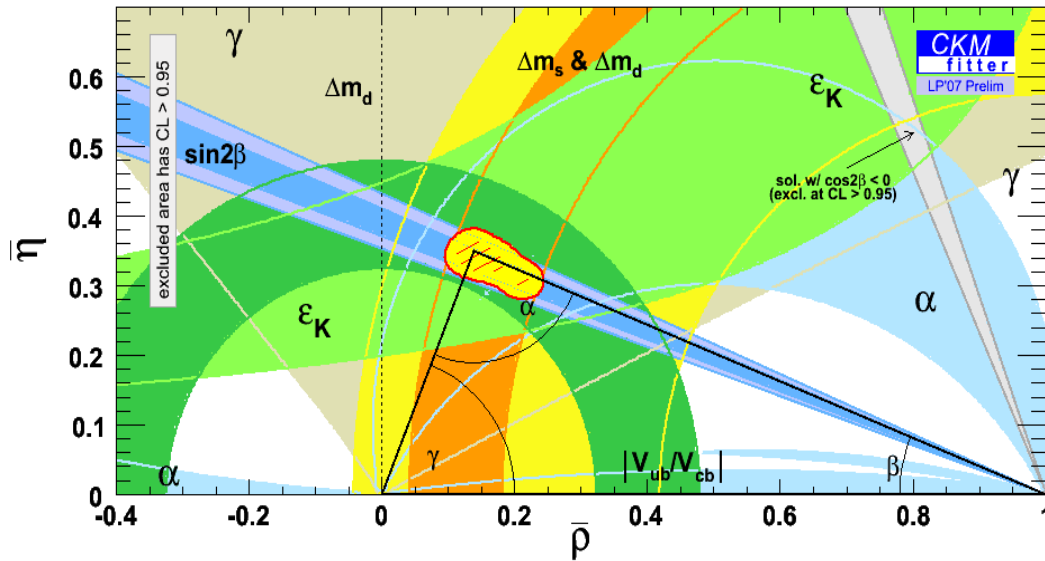 γ
Δm_s & Δm_d
CKM
fitter
LP'07 Prelim
Δm_d
ε_K
excluded area has CL > 0.95
sin2β
sol. w/ cos2β < 0
(excl. at CL > 0.95)
γ
η̄
ε_K
α
α
α
γ
|V_ub/V_cb|
β
0.6
0.5
0.4
0.3
0.2
0.1
0
-0.4
-0.2
0
0.2
0.4
0.6
0.8
1
ρ̄